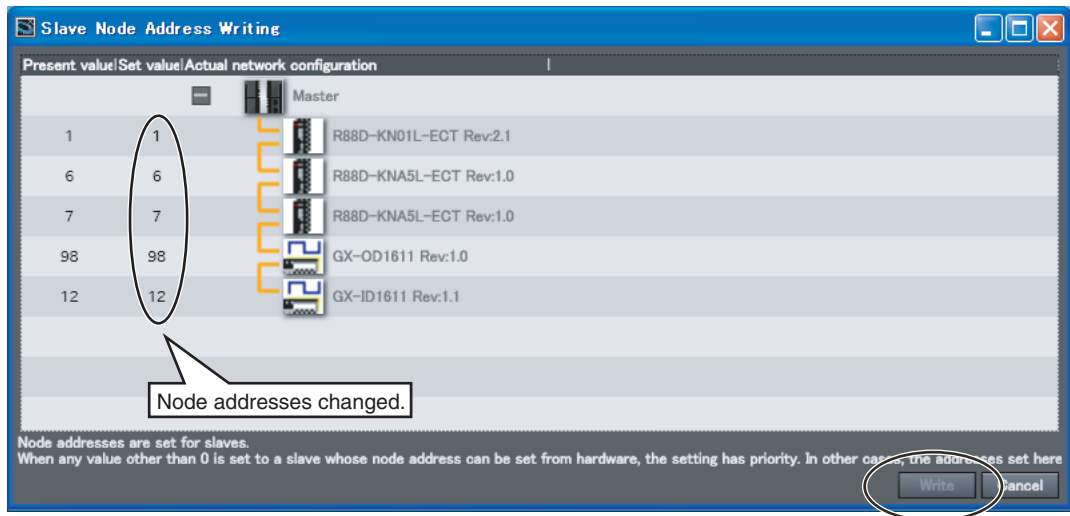 Slave Node Address Writing
Present value Set value Actual network configuration
Master
1 1 R88D-KN01L-ECT Rev:2.1
6 6 R88D-KNA5L-ECT Rev:1.0
7 7 R88D-KNA5L-ECT Rev:1.0
98 98 GX-OD1611 Rev:1.0
12 12 GX-ID1611 Rev:1.1
Node addresses changed.
Node addresses are set for slaves.
When any value other than 0 is set to a slave whose node address can be set from hardware, the setting has priority. In other cases, the addresses set here
Write Cancel